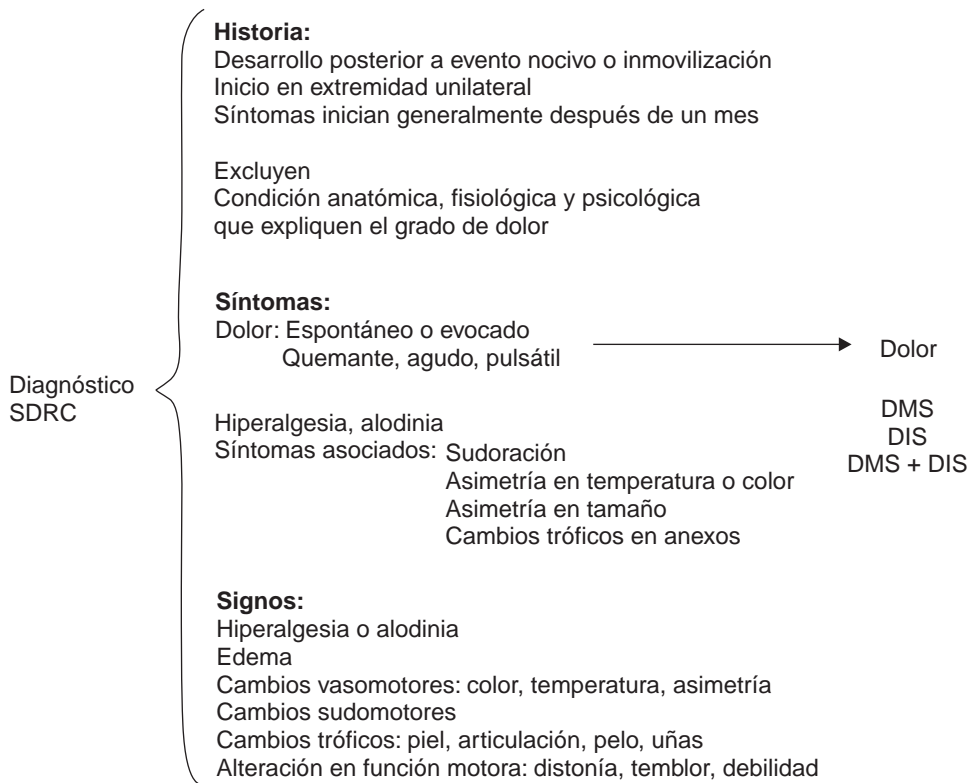 Historia:
Desarrollo posterior a evento nocivo o inmovilización
Inicio en extremidad unilateral
Síntomas inician generalmente después de un mes
Excluyen
Condición anatómica, fisiológica y psicológica
que expliquen el grado de dolor
Síntomas:
Dolor: Espontáneo o evocado
Quemante, agudo, pulsátil
Dolor
Diagnóstico
SDRC
DMS
DIS
DMS + DIS
Hiperalgesia, alodinia
Síntomas asociados: Sudoración
Asimetría en temperatura o color
Asimetría en tamaño
Cambios tróficos en anexos
Signos:
Hiperalgesia o alodinia
Edema
Cambios vasomotores: color, temperatura, asimetría
Cambios sudomotores
Cambios tróficos: piel, articulación, pelo, uñas
Alteración en función motora: distonía, temblor, debilidad